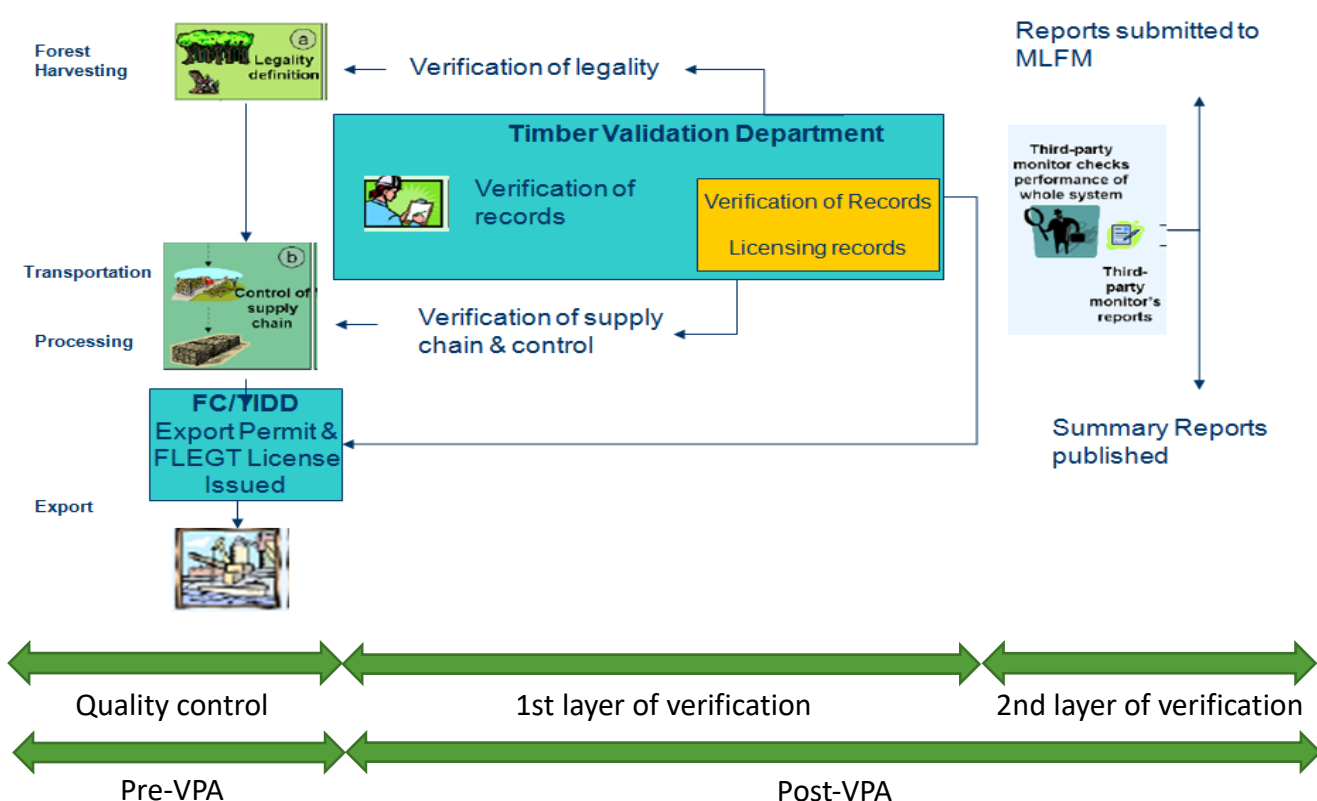 Forest
Harvesting
a
Legality
definition
Verification of legality
Timber Validation Department
Verification of
records
Verification of Records
Licensing records
Reports submitted to
MLFM
Third-party
monitor checks
performance of
whole system
Third-
party
monitor's
reports
Summary Reports
published
Transportation
Processing
b
Control of
supply
chain
Verification of supply
chain & control
FC/TIDD
Export Permit &
FLEGT License
Issued
Export
Quality control
1st layer of verification
2nd layer of verification
Pre-VPA
Post-VPA